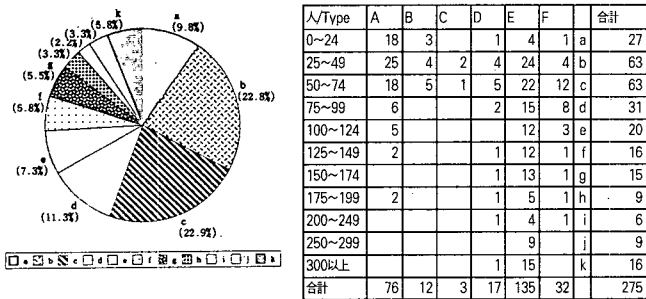 k
(5.8%)
a
(9.8%)
(3.3%)
(2.2%)
(3.3%)
g
(5.5%)
f
(5.8%)
e
(7.3%)
d
(11.3%)
c
(22.9%)
b
(22.8%)
a b c d e f g h i j k
人/Type A B C D E F 合計
0~24 18 3 1 4 1 a 27
25~49 25 4 2 4 24 4 b 63
50~74 18 5 1 5 22 12 c 63
75~99 6 2 15 8 d 31
100~124 5 12 3 e 20
125~149 2 1 12 1 f 16
150~174 1 13 1 g 15
175~199 2 1 5 1 h 9
200~249 1 4 1 i 6
250~299 9 j 9
300以上 1 15 k 16
合計 76 12 3 17 135 32 275